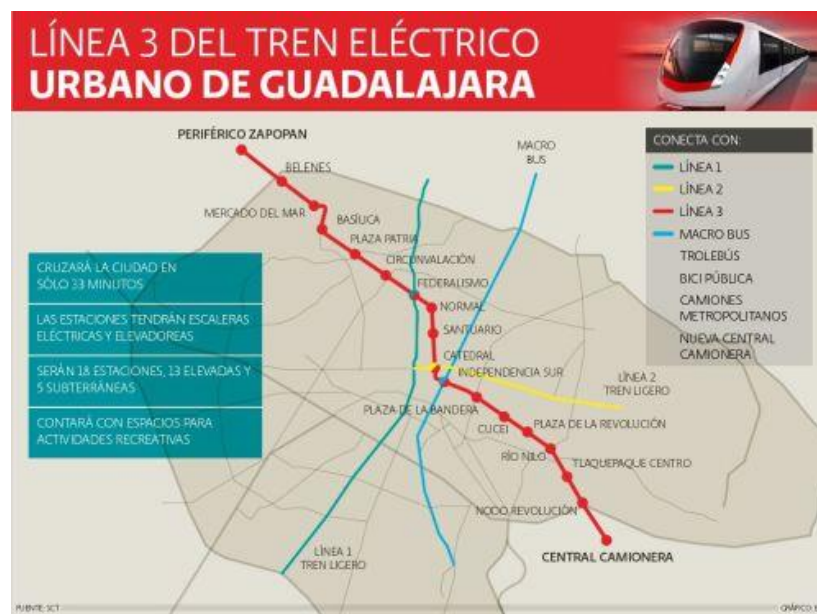 LÍNEA 3 DEL TREN ELÉCTRICO
URBANO DE GUADALAJARA
PERIFÉRICO ZAPOPAN
BELENES
MERCADO DEL MAR
BASÍLICA
PLAZA PATRIA
CIRCUNVALACIÓN
FEDERALISMO
NORMAL
SANTUARIO
CATEDRAL
INDEPENDENCIA SUR
PLAZA DE LA BANDERA
CUCEI
PLAZA DE LA REVOLUCIÓN
RÍO NILO
TLAQUEPAQUE CENTRO
NODO REVOLUCIÓN
CENTRAL CAMIONERA
MACRO
BUS
LÍNEA 2
TREN LIGERO
LÍNEA 1
TREN LIGERO
CONECTA CON:
LÍNEA 1
LÍNEA 2
LÍNEA 3
MACRO BUS
TROLEBÚS
BICI PÚBLICA
CAMIONES
METROPOLITANOS
NUEVA CENTRAL
CAMIONERA
CRUZARÁ LA CIUDAD EN
SÓLO 33 MINUTOS
LAS ESTACIONES TENDRÁN ESCALERAS
ELÉCTRICAS Y ELEVADOREAS
SERÁN 18 ESTACIONES, 13 ELEVADAS Y
5 SUBTERRÁNEAS
CONTARÁ CON ESPACIOS PARA
ACTIVIDADES RECREATIVAS
FUENTE: SCT
GRÁFICO: